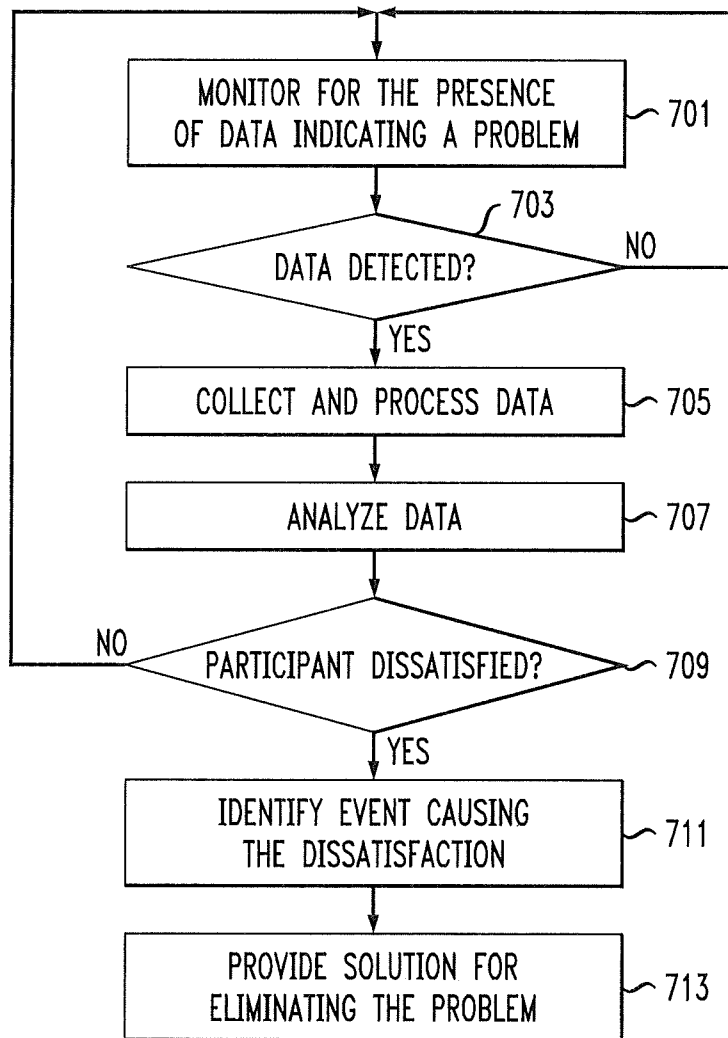 MONITOR FOR THE PRESENCE
OF DATA INDICATING A PROBLEM
701
703
DATA DETECTED?
NO
YES
COLLECT AND PROCESS DATA
705
ANALYZE DATA
707
NO
PARTICIPANT DISSATISFIED?
709
YES
IDENTIFY EVENT CAUSING
THE DISSATISFACTION
711
PROVIDE SOLUTION FOR
ELIMINATING THE PROBLEM
713